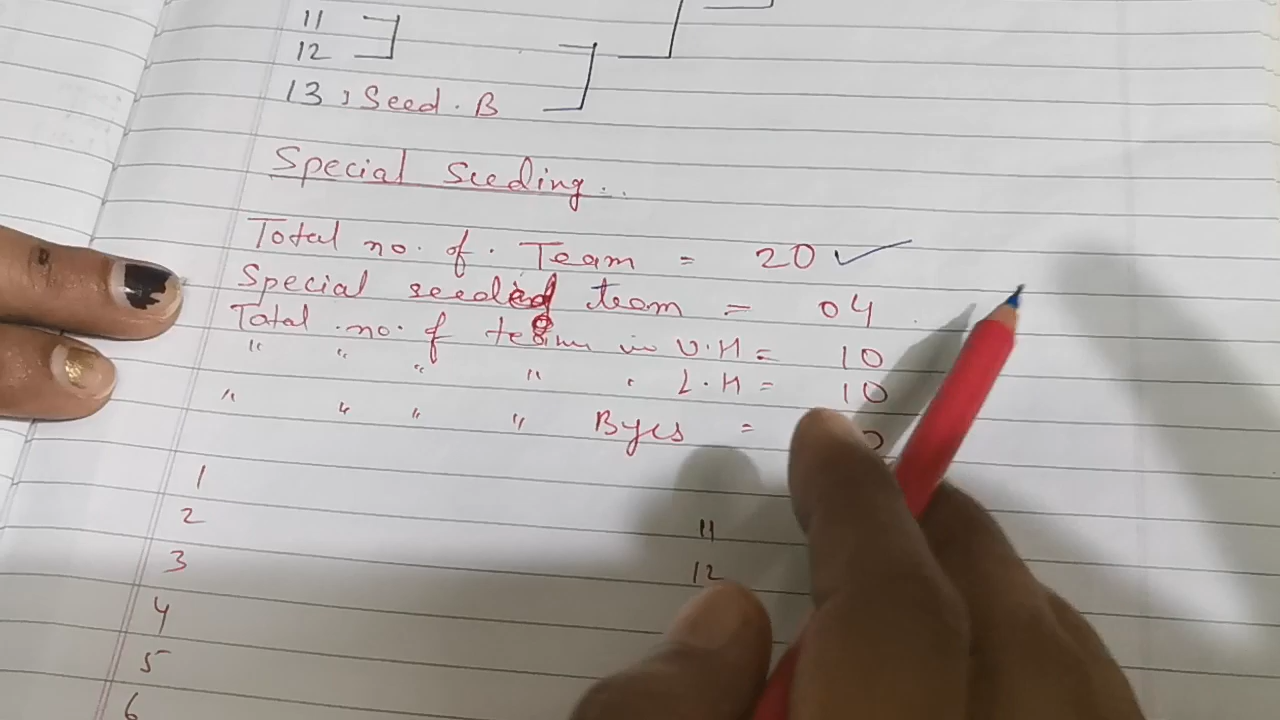 11
12
13, Seed. B
Special Seeding..
Total no. of. Team = 20 ✓
Special seeded team = 04
Total no. of team in U.H = 10
" " " " " L.H = 10
" " " " Byes = 0
1
2 11
3 12
4
5
6